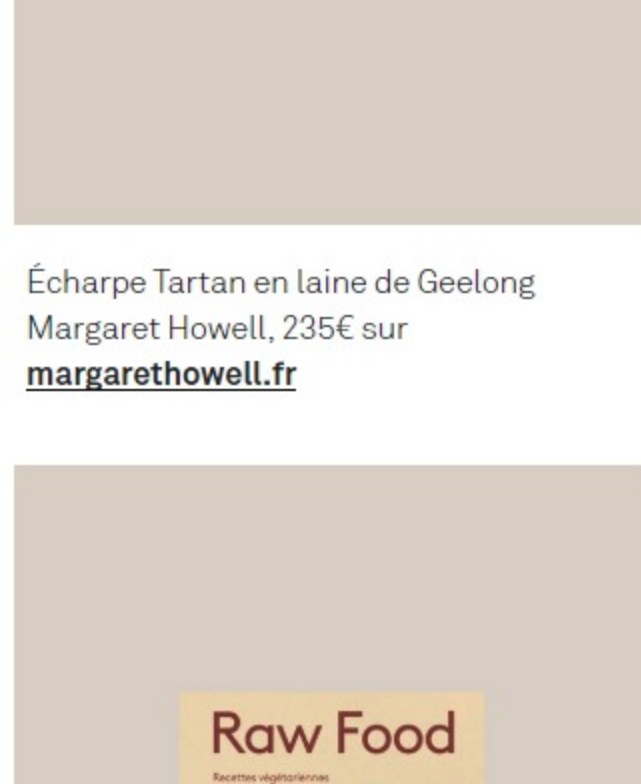 Écharpe Tartan en laine de Geelong
Margaret Howell, 235€ sur
margarethowell.fr
Raw Food
Recettes végétariennes